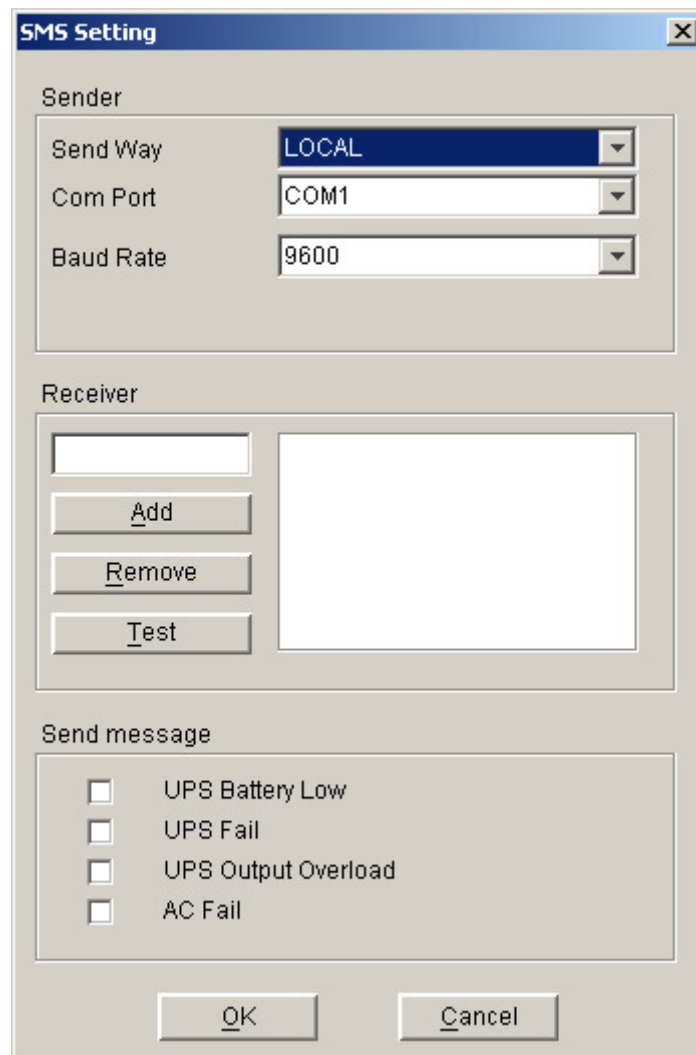 SMS Setting
Sender
Send Way LOCAL
Com Port COM1
Baud Rate 9600
Receiver
Add
Remove
Test
Send message
UPS Battery Low
UPS Fail
UPS Output Overload
AC Fail
OK Cancel